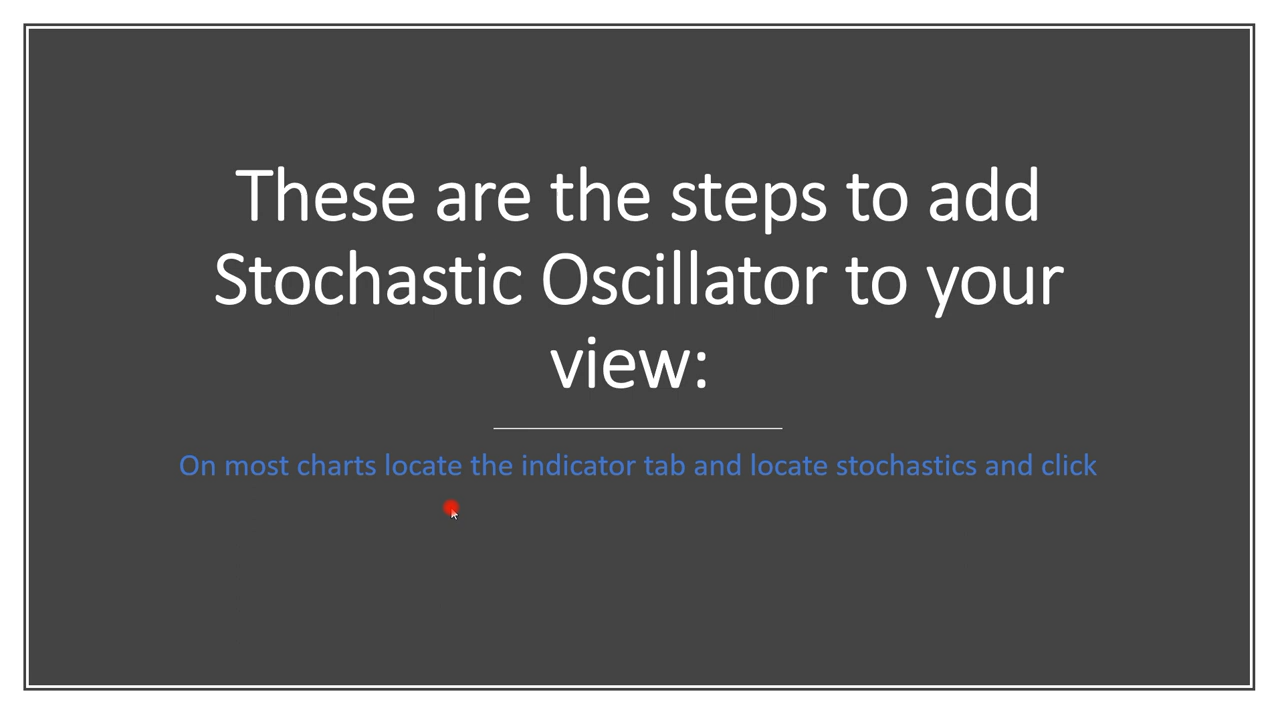 These are the steps to add
Stochastic Oscillator to your
view:
On most charts locate the indicator tab and locate stochastics and click